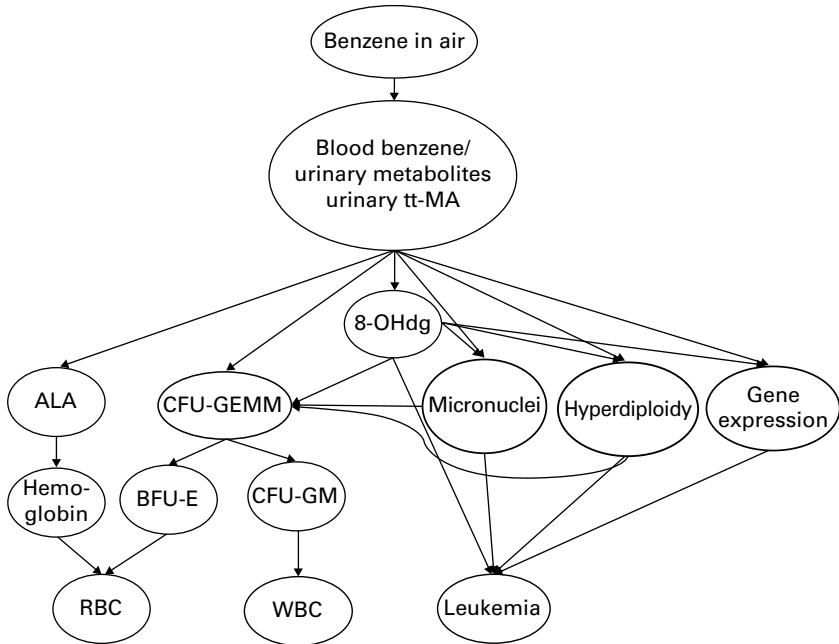 Benzene in air
Blood benzene/
urinary metabolites
urinary tt-MA
8-OHdg
ALA
CFU-GEMM
Micronuclei
Hyperdiploidy
Gene
expression
Hemo-
globin
BFU-E
CFU-GM
RBC
WBC
Leukemia